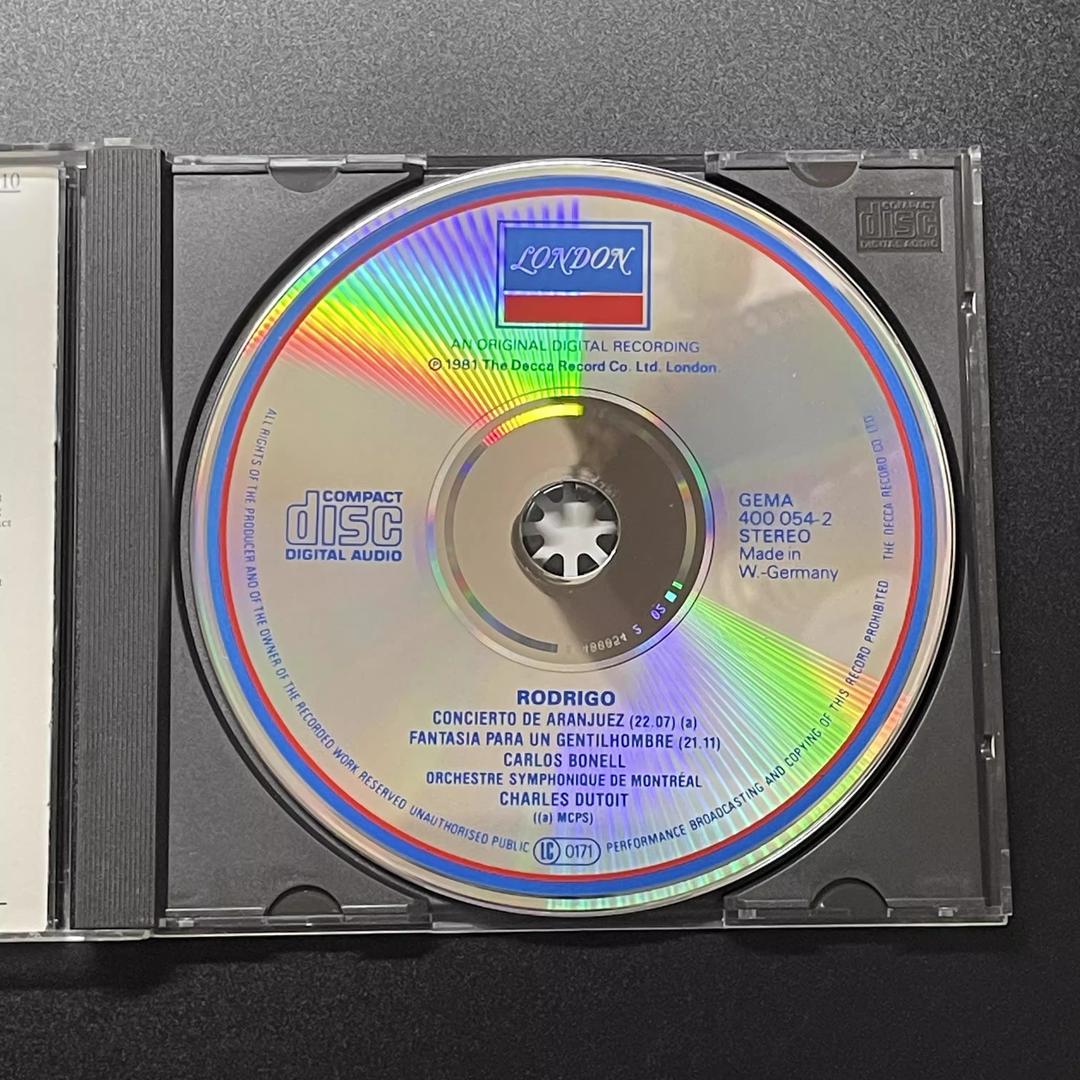 10
COMPACT
disc
DIGITAL AUDIO
LONDON
AN ORIGINAL DIGITAL RECORDING
℗ 1981 The Decca Record Co. Ltd. London.
COMPACT
disc
DIGITAL AUDIO
GEMA
400 054-2
STEREO
Made in
W.-Germany
RODRIGO
CONCIERTO DE ARANJUEZ (22.07) (a)
FANTASIA PARA UN GENTILHOMBRE (21.11)
CARLOS BONELL
ORCHESTRE SYMPHONIQUE DE MONTRÉAL
CHARLES DUTOIT
((a) MCPS)
LC 0171
ALL RIGHTS OF THE PRODUCER AND OF THE OWNER OF THE RECORDED WORK RESERVED UNAUTHORISED PUBLIC PERFORMANCE BROADCASTING AND COPYING OF THIS RECORD PROHIBITED THE DECCA RECORD CO LTD